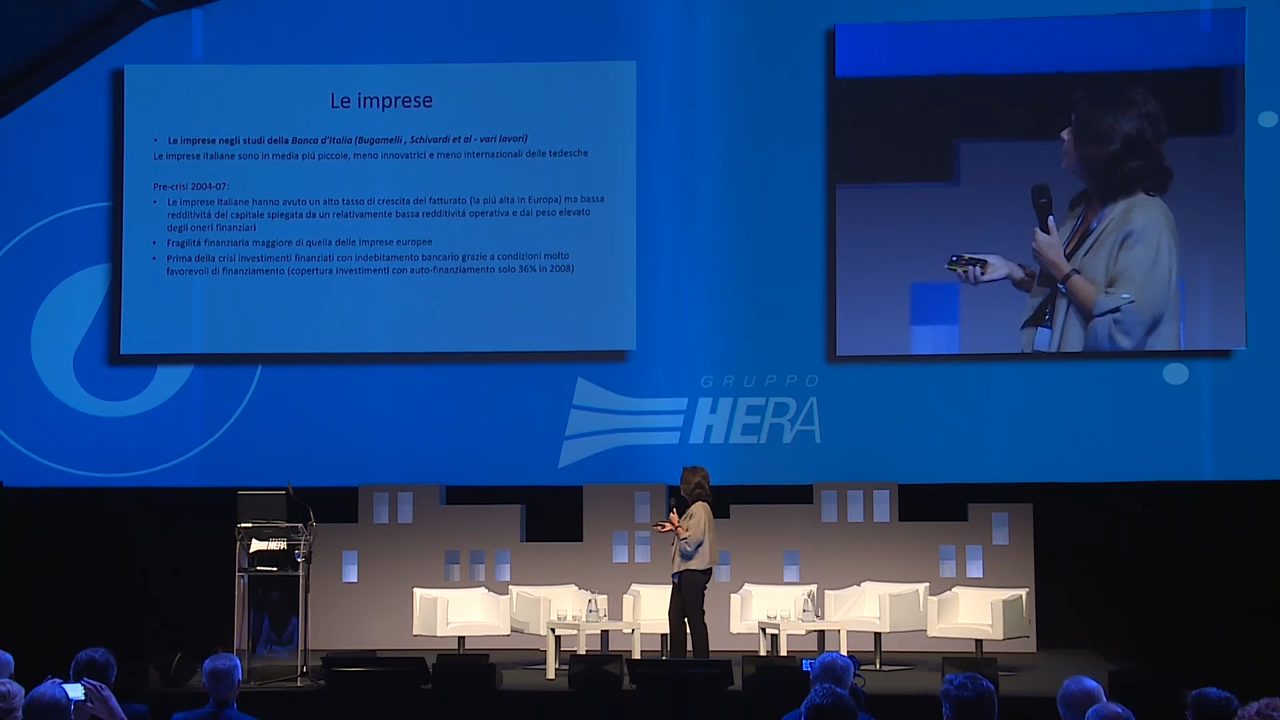 Le imprese
• Le imprese negli studi della Banca d'Italia (Bugamelli , Schivardi et al - vari lavori)
Le imprese italiane sono in media piú piccole, meno innovatrici e meno internazionali delle tedesche
Pre-crisi 2004-07:
• Le imprese italiane hanno avuto un alto tasso di crescita del fatturato (la piú alta in Europa) ma bassa
redditivitá del capitale spiegata da un relativamente bassa redditivitá operativa e dal peso elevato
degli oneri finanziari
• Fragilitá finanziaria maggiore di quella delle imprese europee
• Prima della crisi investimenti finanziati con indebitamento bancario grazie a condizioni molto
favorevoli di finanziamento (copertura investimenti con auto-finanziamento solo 36% in 2008)
GRUPPO
HERA
HERA